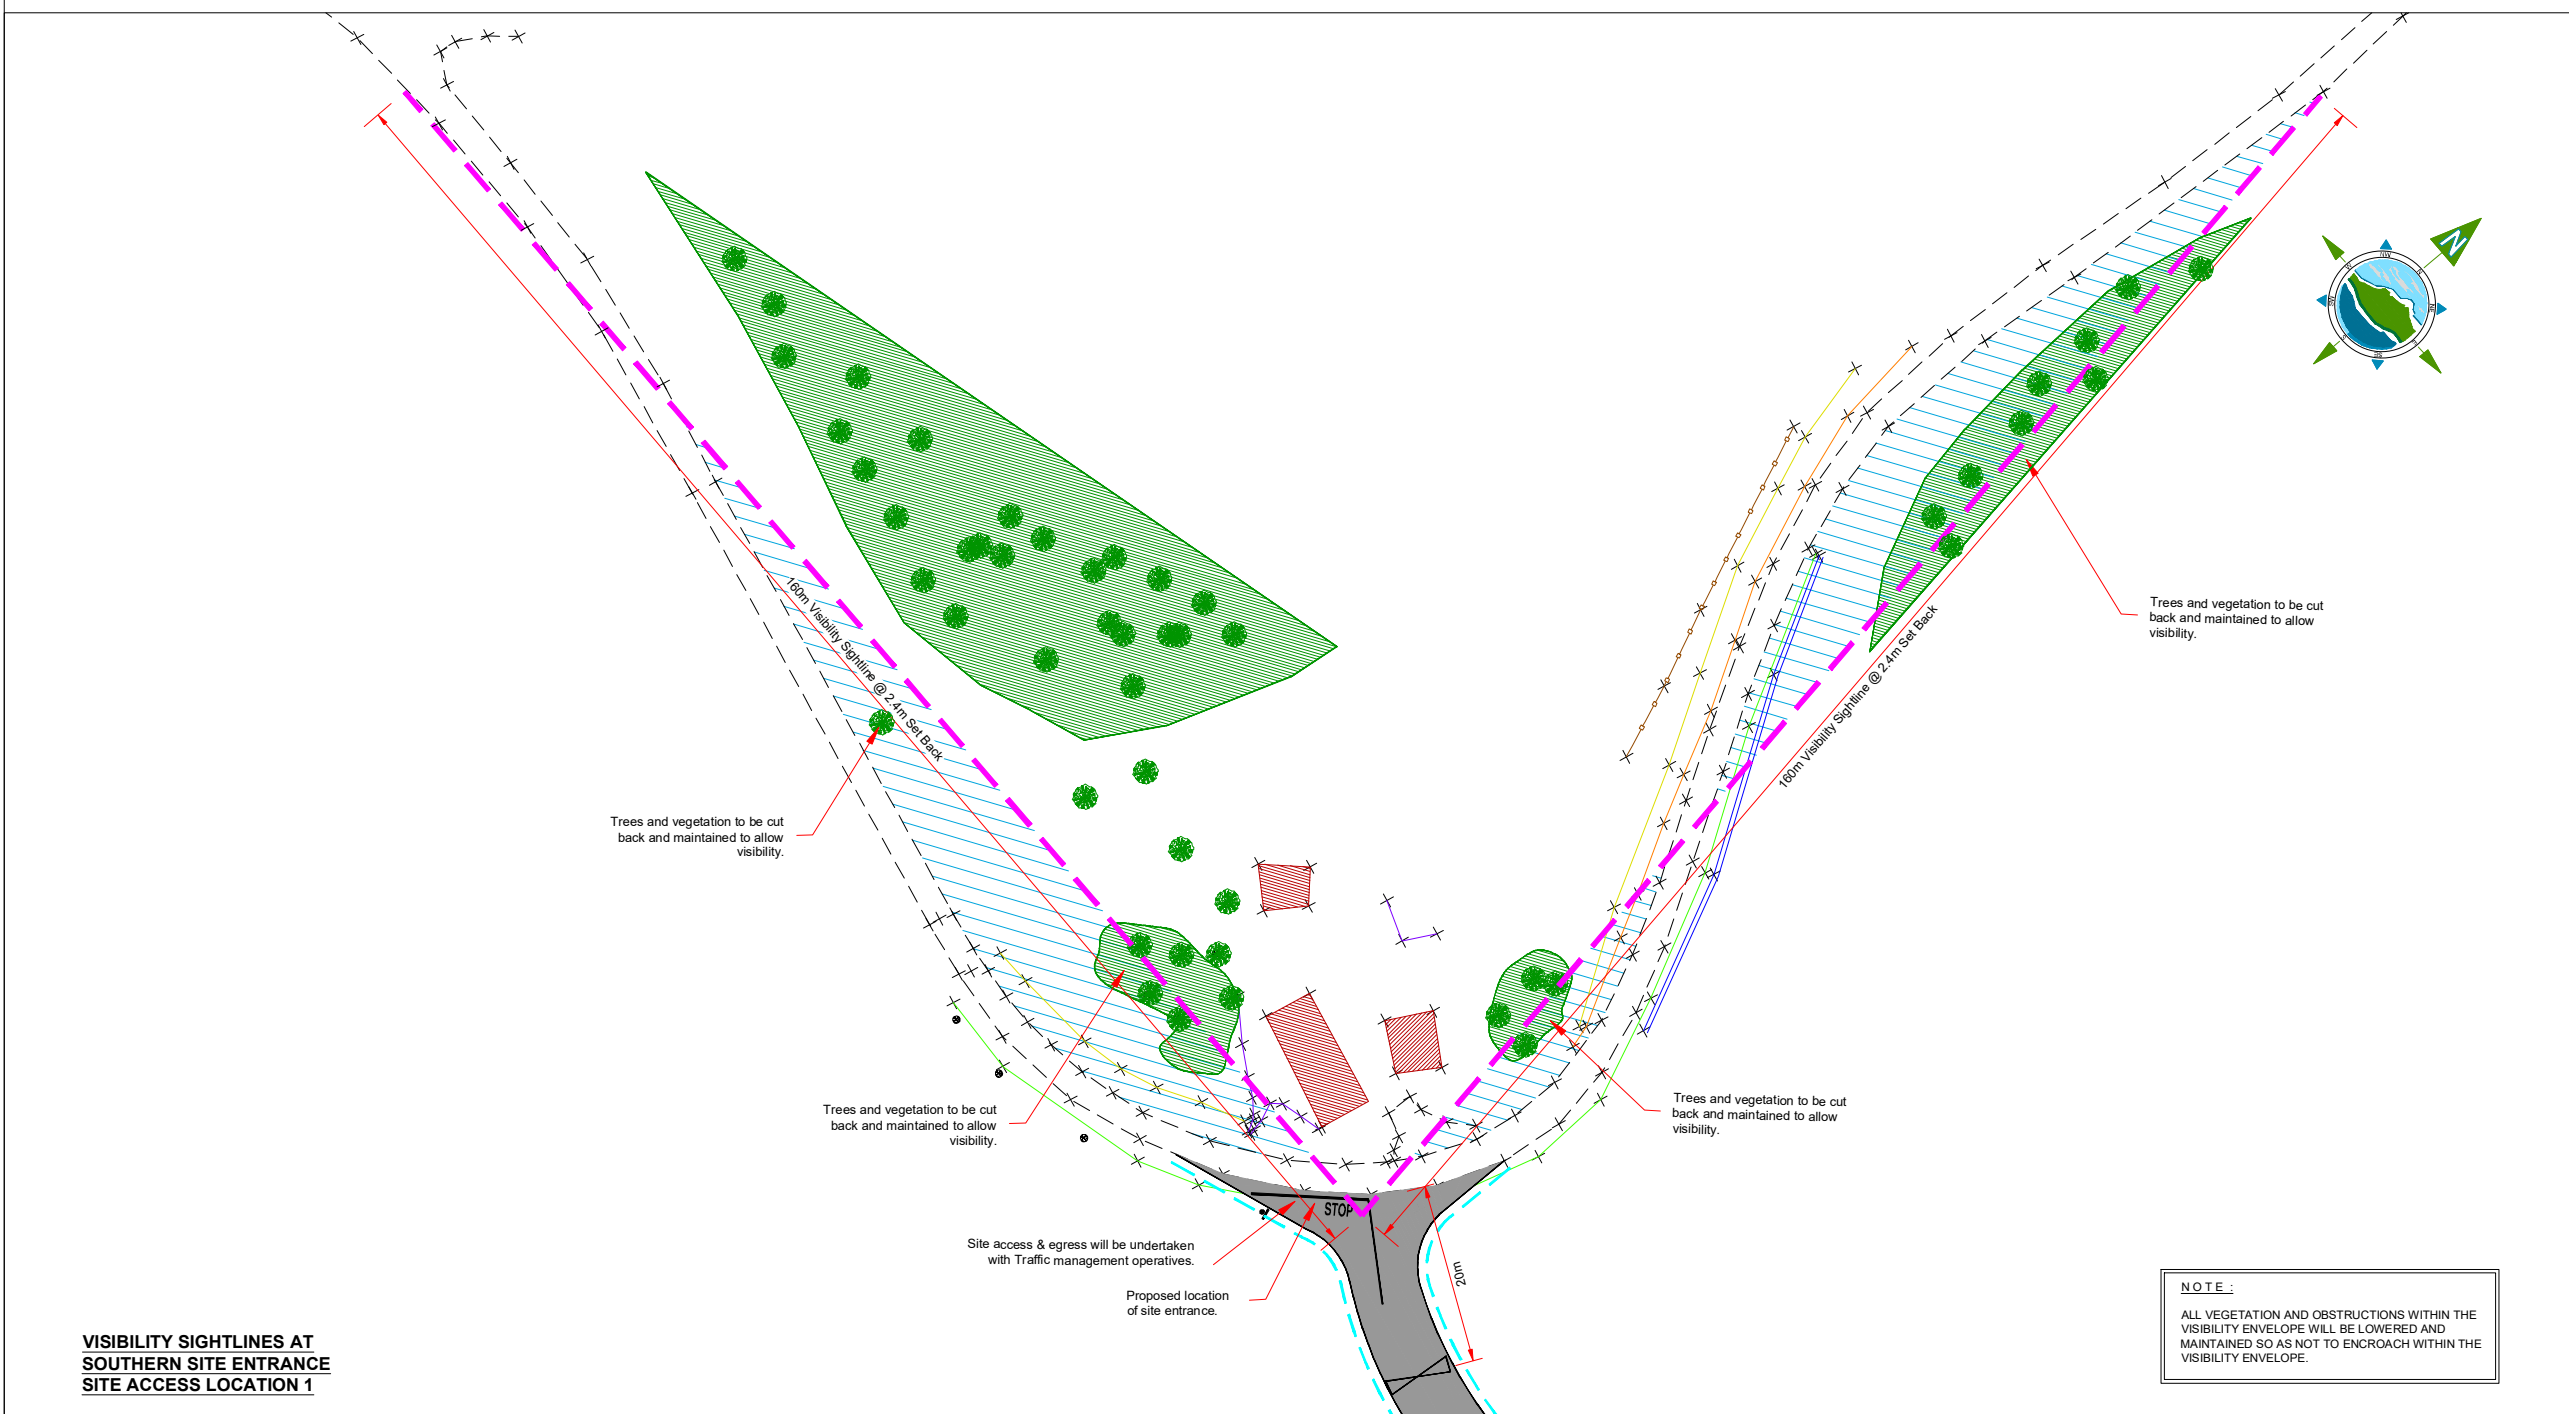 N
NW
160m Visibility Sightline @ 2.4m Set Back
160m Visibility Sightline @ 2.4m Set Back
Trees and vegetation to be cut
back and maintained to allow
visibility.
Trees and vegetation to be cut
back and maintained to allow
visibility.
Trees and vegetation to be cut
back and maintained to allow
visibility.
Trees and vegetation to be cut
back and maintained to allow
visibility.
STOP
Site access & egress will be undertaken
with Traffic management operatives.
20m
Proposed location
of site entrance.
VISIBILITY SIGHTLINES AT
SOUTHERN SITE ENTRANCE
SITE ACCESS LOCATION 1
NOTE :
ALL VEGETATION AND OBSTRUCTIONS WITHIN THE
VISIBILITY ENVELOPE WILL BE LOWERED AND
MAINTAINED SO AS NOT TO ENCROACH WITHIN THE
VISIBILITY ENVELOPE.